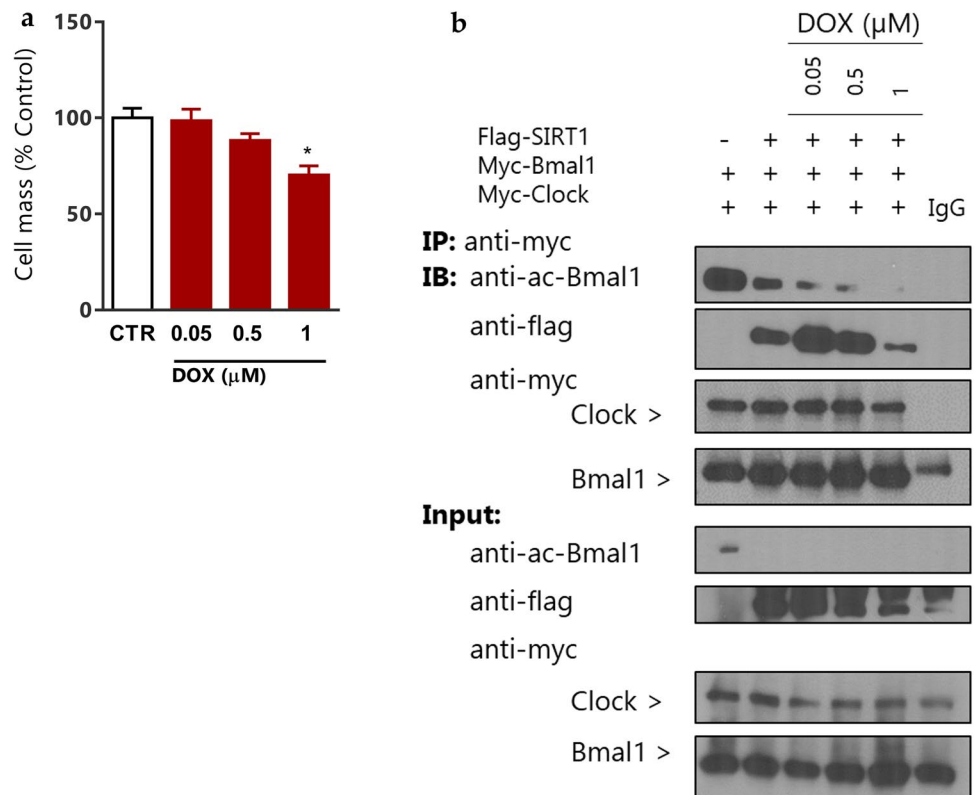 a
Cell mass (% Control)
150
100
50
0
*
CTR 0.05 0.5 1
DOX (μM)
b
DOX (μM)
0.05 0.5 1
Flag-SIRT1 - + + + +
Myc-Bmal1 + + + + +
Myc-Clock + + + + + IgG
IP: anti-myc
IB: anti-ac-Bmal1
anti-flag
anti-myc
Clock >
Bmal1 >
Input:
anti-ac-Bmal1
anti-flag
anti-myc
Clock >
Bmal1 >